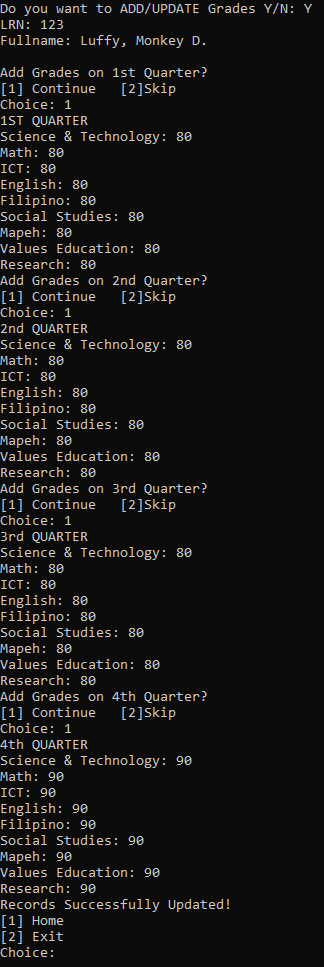 Do you want to ADD/UPDATE Grades Y/N: Y
LRN: 123
Fullname: Luffy, Monkey D.
Add Grades on 1st Quarter?
[1] Continue   [2]Skip
Choice: 1
1ST QUARTER
Science & Technology: 80
Math: 80
ICT: 80
English: 80
Filipino: 80
Social Studies: 80
Mapeh: 80
Values Education: 80
Research: 80
Add Grades on 2nd Quarter?
[1] Continue   [2]Skip
Choice: 1
2nd QUARTER
Science & Technology: 80
Math: 80
ICT: 80
English: 80
Filipino: 80
Social Studies: 80
Mapeh: 80
Values Education: 80
Research: 80
Add Grades on 3rd Quarter?
[1] Continue   [2]Skip
Choice: 1
3rd QUARTER
Science & Technology: 80
Math: 80
ICT: 80
English: 80
Filipino: 80
Social Studies: 80
Mapeh: 80
Values Education: 80
Research: 80
Add Grades on 4th Quarter?
[1] Continue   [2]Skip
Choice: 1
4th QUARTER
Science & Technology: 90
Math: 90
ICT: 90
English: 90
Filipino: 90
Social Studies: 90
Mapeh: 90
Values Education: 90
Research: 90
Records Successfully Updated!
[1] Home
[2] Exit
Choice: